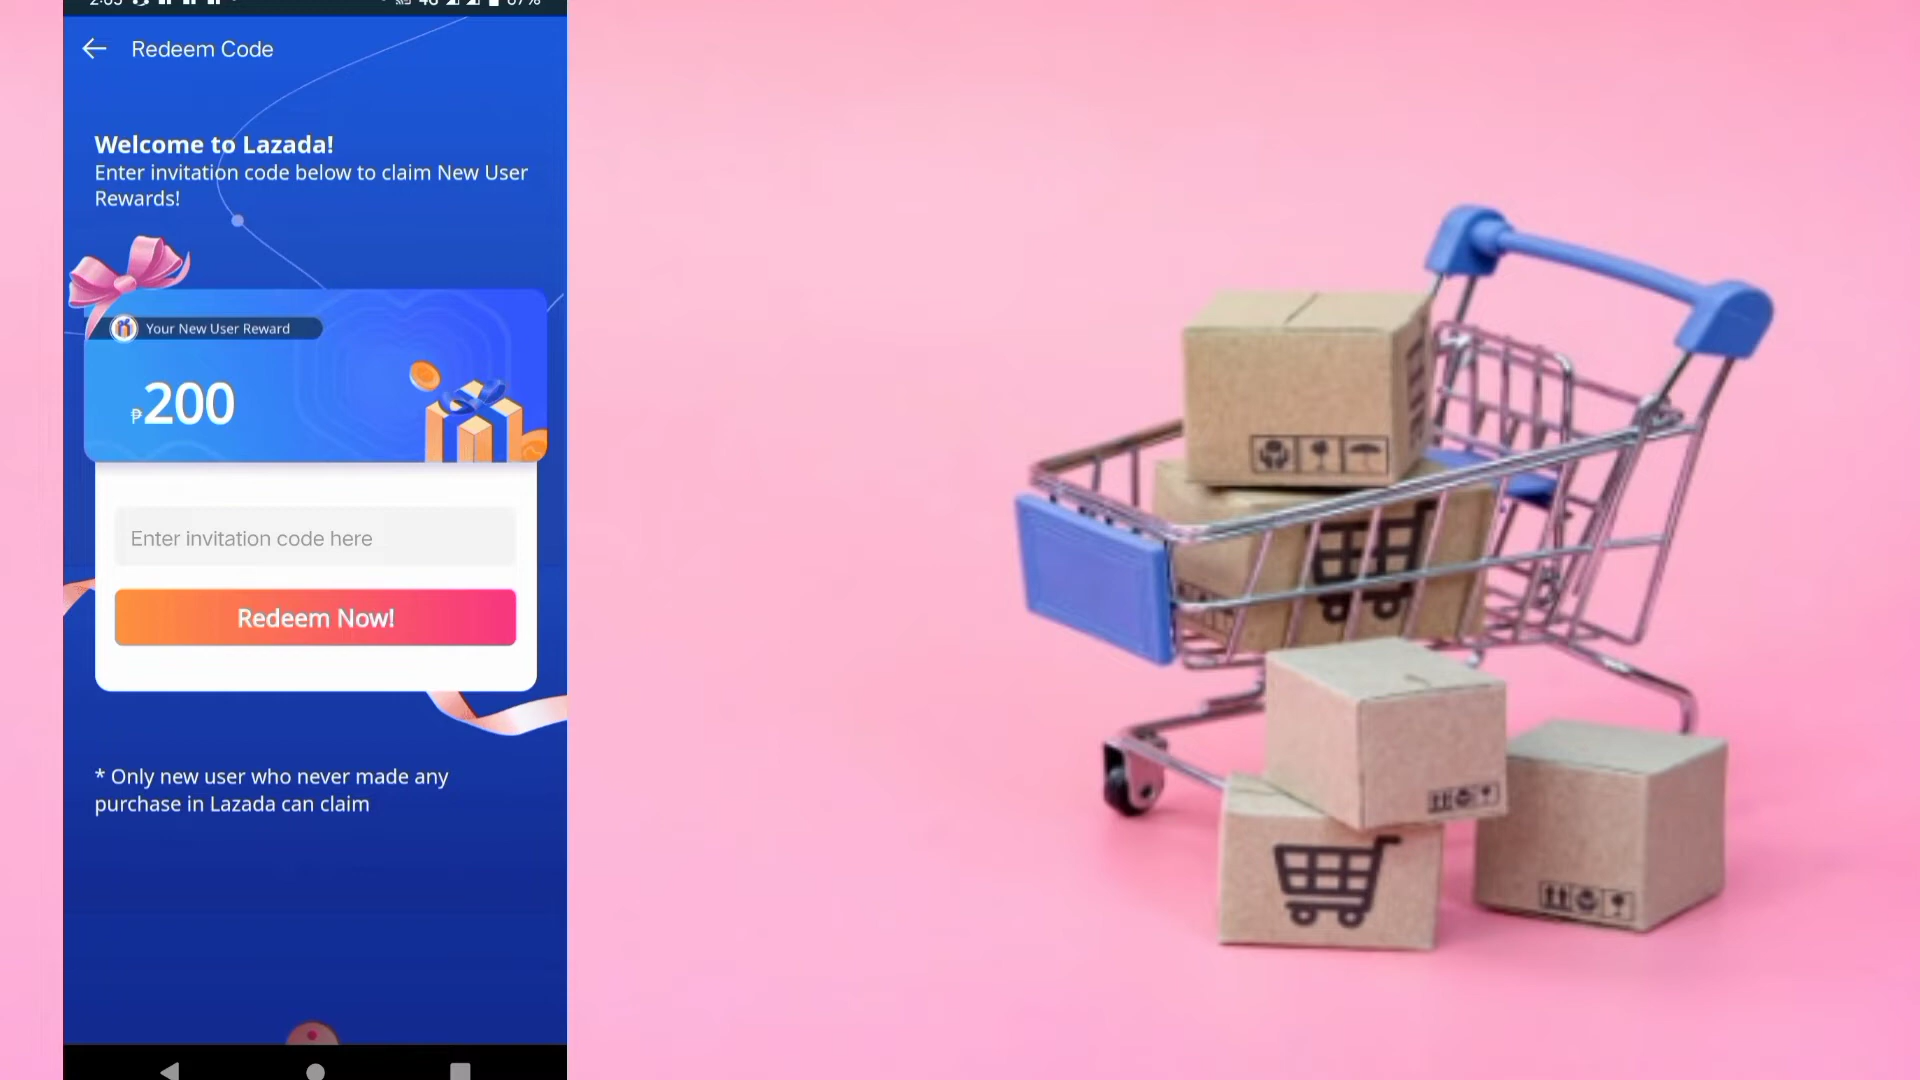 Redeem Code
Welcome to Lazada!
Enter invitation code below to claim New User
Rewards!
Your New User Reward
₱200
Enter invitation code here
Redeem Now!
* Only new user who never made any
purchase in Lazada can claim